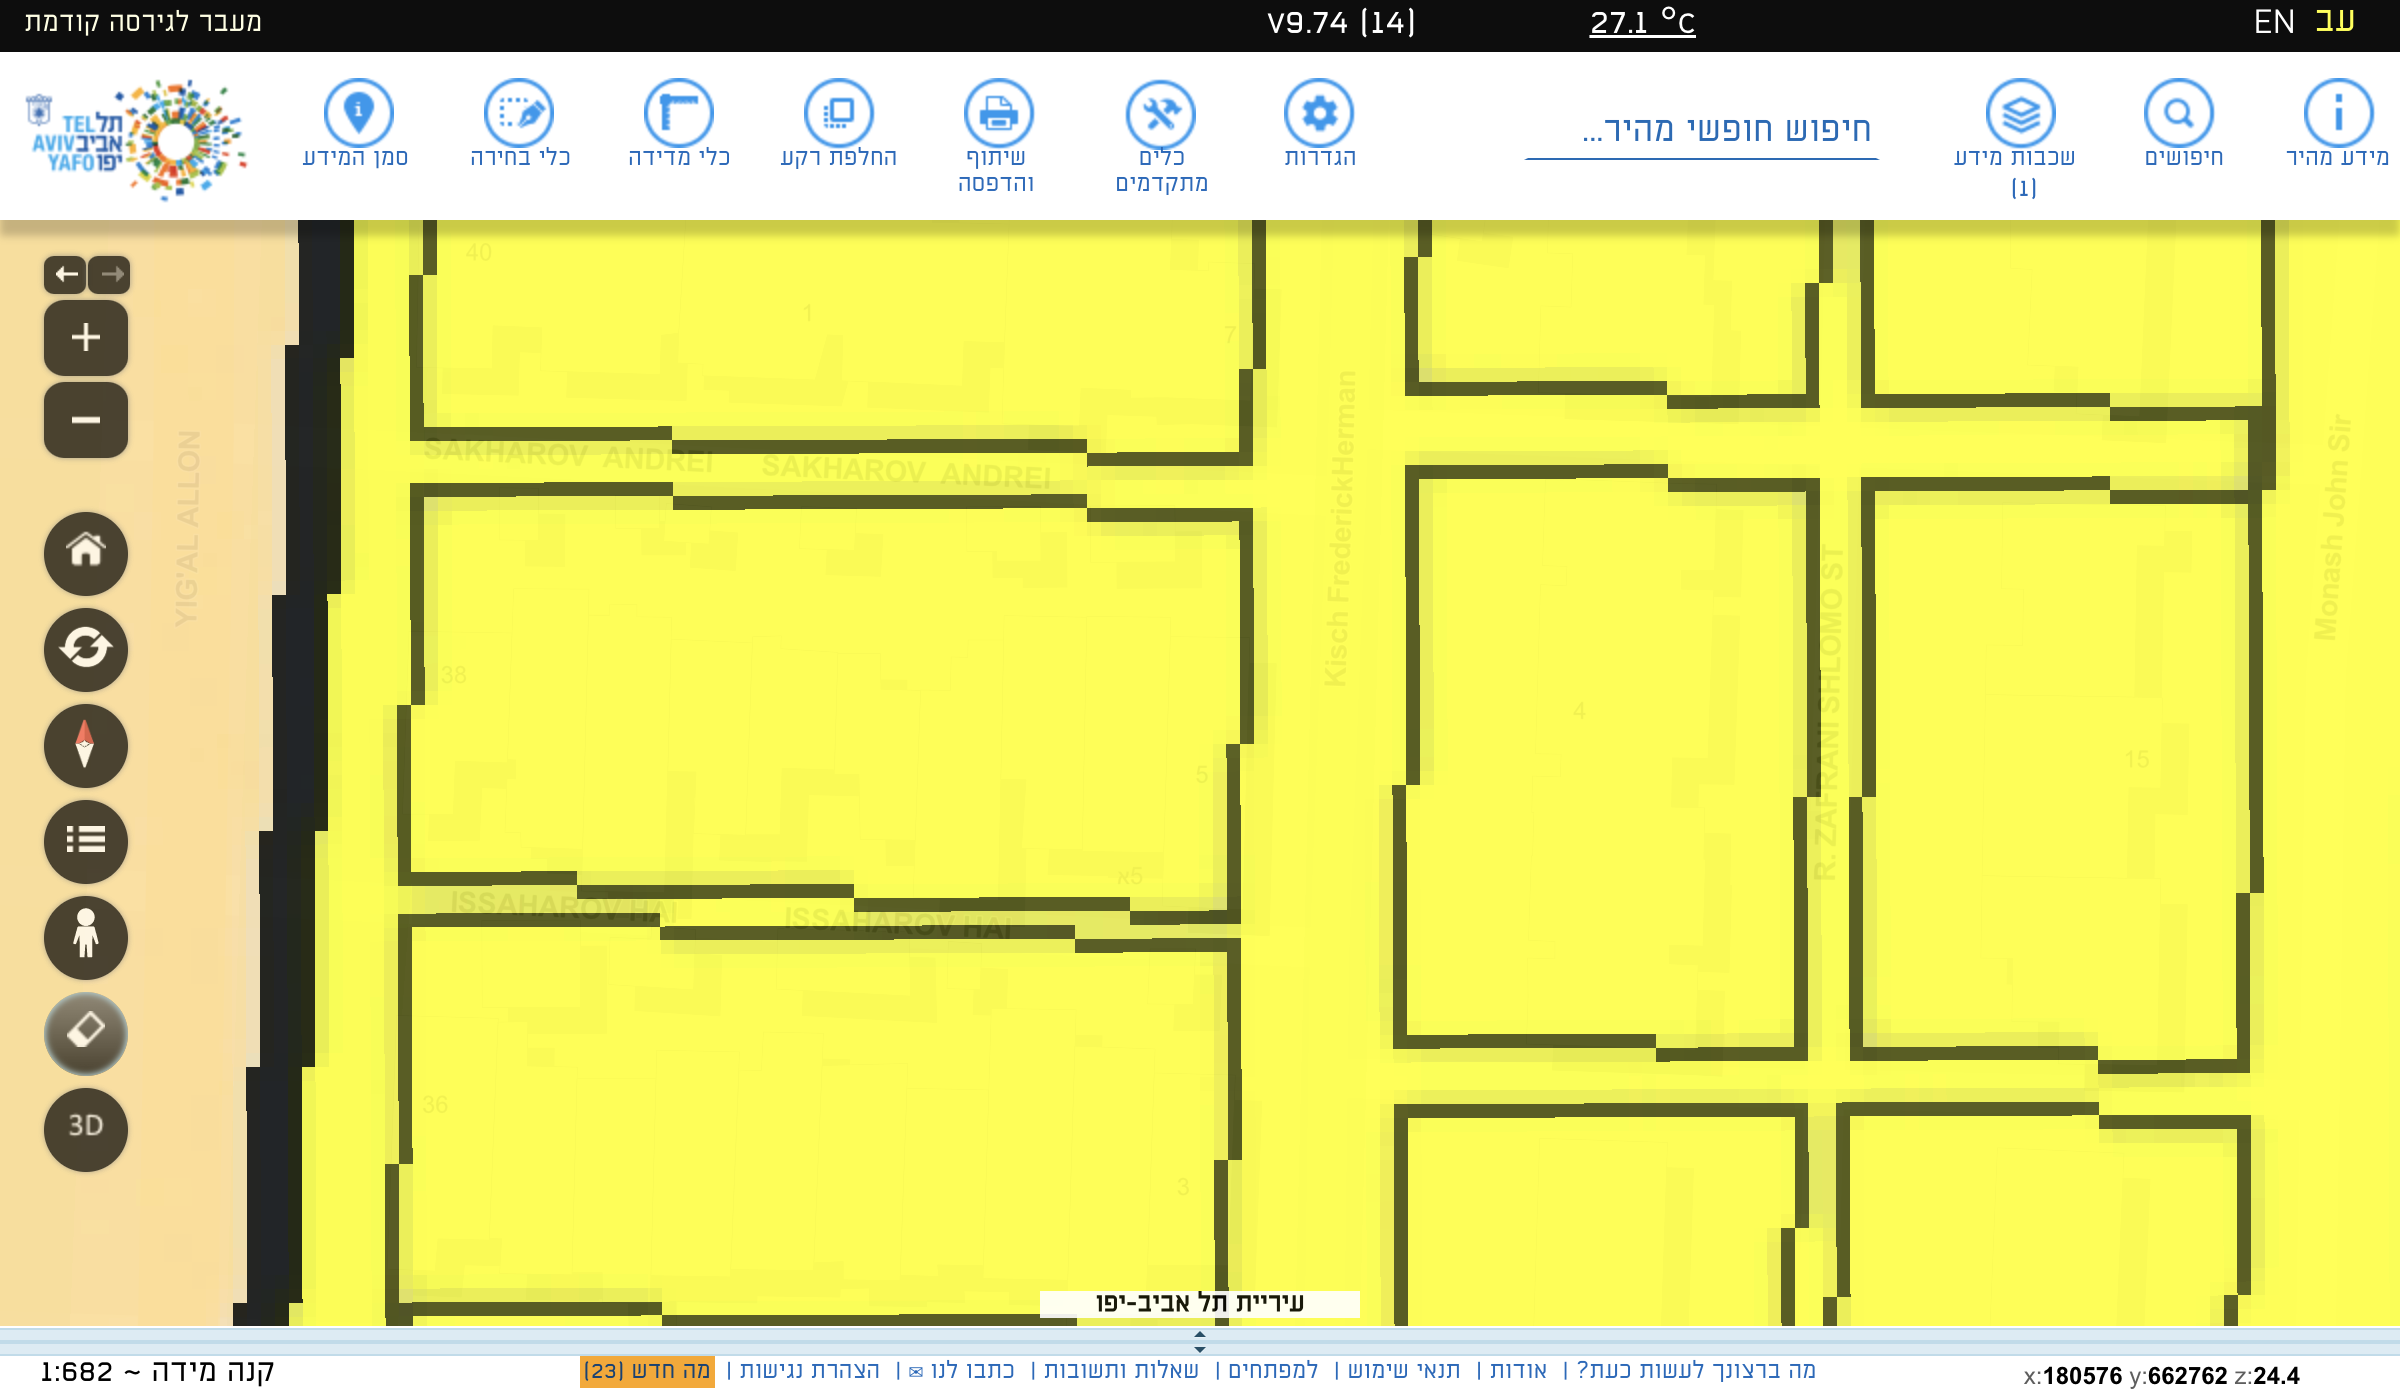 מעבר לגירסה קודמת
V9.74 (14)
27.1 °C
EN עב
תל אביב יפו
TEL AVIV YAFO
סמן המידע
כלי בחירה
כלי מדידה
החלפת רקע
שיתוף והדפסה
כלים מתקדמים
הגדרות
חיפוש חופשי מהיר...
שכבות מידע (1)
חיפושים
מידע מהיר
40
1
7
SAKHAROV ANDREI
SAKHAROV ANDREI
YIG'AL ALLON
Kisch FrederickHerman
Monash John Sir
R. ZAFRANI SHLOMO ST
38
4
5
15
5א
ISSAHAROV HAI
ISSAHAROV HAI
36
3
3D
עיריית תל אביב-יפו
קנה מידה ~ 1:682
מה ברצונך לעשות כעת? | אודות | תנאי שימוש | למפתחים | שאלות ותשובות | כתבו לנו ✉ | הצהרת נגישות | מה חדש (23)
x:180576 y:662762 z:24.4